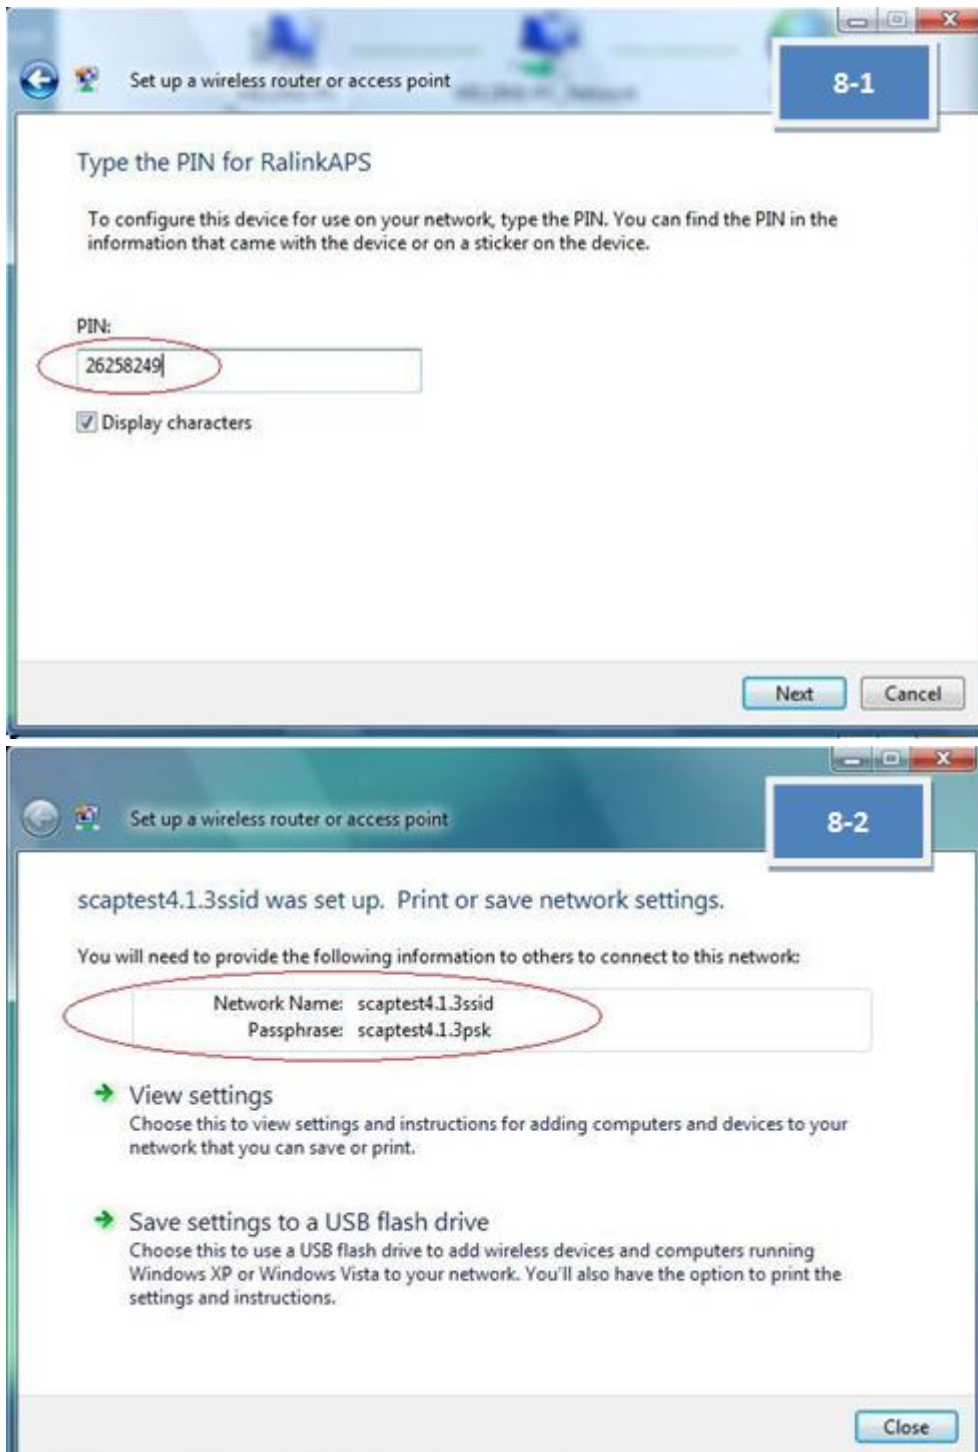 Set up a wireless router or access point
8-1
Type the PIN for RalinkAPS
To configure this device for use on your network, type the PIN. You can find the PIN in the
information that came with the device or on a sticker on the device.
PIN:
26258249
Display characters
Next Cancel
Set up a wireless router or access point
8-2
scaptest4.1.3ssid was set up. Print or save network settings.
You will need to provide the following information to others to connect to this network:
Network Name: scaptest4.1.3ssid
Passphrase: scaptest4.1.3psk
View settings
Choose this to view settings and instructions for adding computers and devices to your
network that you can save or print.
Save settings to a USB flash drive
Choose this to use a USB flash drive to add wireless devices and computers running
Windows XP or Windows Vista to your network. You'll also have the option to print the
settings and instructions.
Close